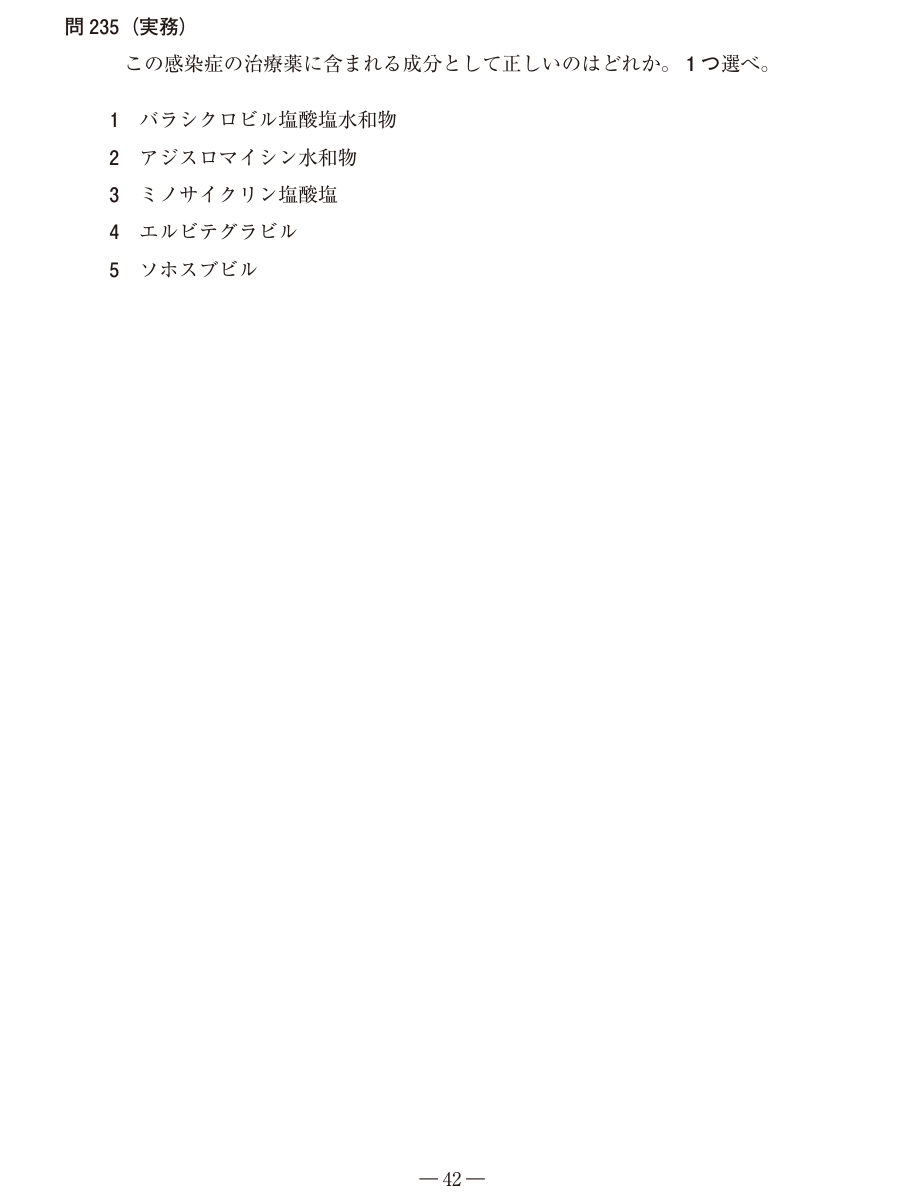 問 235（実務）
この感染症の治療薬に含まれる成分として正しいのはどれか。1つ選べ。
1 バラシクロビル塩酸塩水和物
2 アジスロマイシン水和物
3 ミノサイクリン塩酸塩
4 エルビテグラビル
5 ソホスブビル
― 42 ―